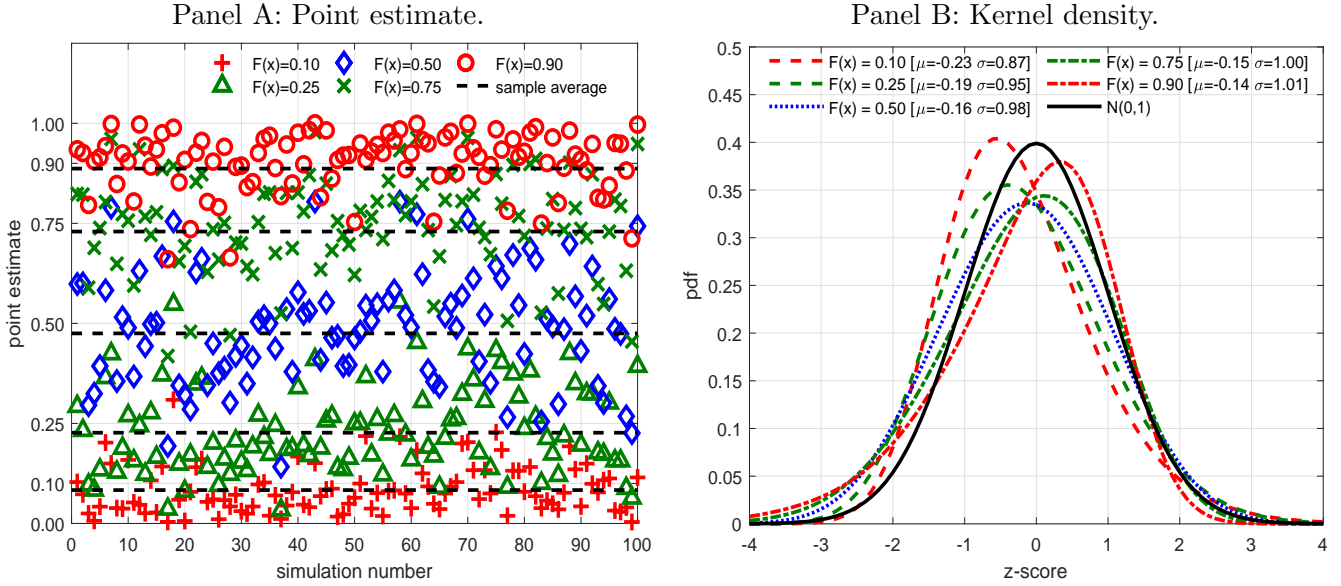 Panel A: Point estimate.
F(x)=0.10
F(x)=0.50
F(x)=0.90
F(x)=0.25
F(x)=0.75
sample average
1.00
0.90
0.75
0.50
0.25
0.10
0.00
point estimate
0 10 20 30 40 50 60 70 80 90 100
simulation number
Panel B: Kernel density.
F(x) = 0.10 [μ=-0.23 σ=0.87]
F(x) = 0.75 [μ=-0.15 σ=1.00]
F(x) = 0.25 [μ=-0.19 σ=0.95]
F(x) = 0.90 [μ=-0.14 σ=1.01]
F(x) = 0.50 [μ=-0.16 σ=0.98]
N(0,1)
0.5
0.45
0.4
0.35
0.3
0.25
0.2
0.15
0.1
0.05
0
pdf
-4 -3 -2 -1 0 1 2 3 4
z-score